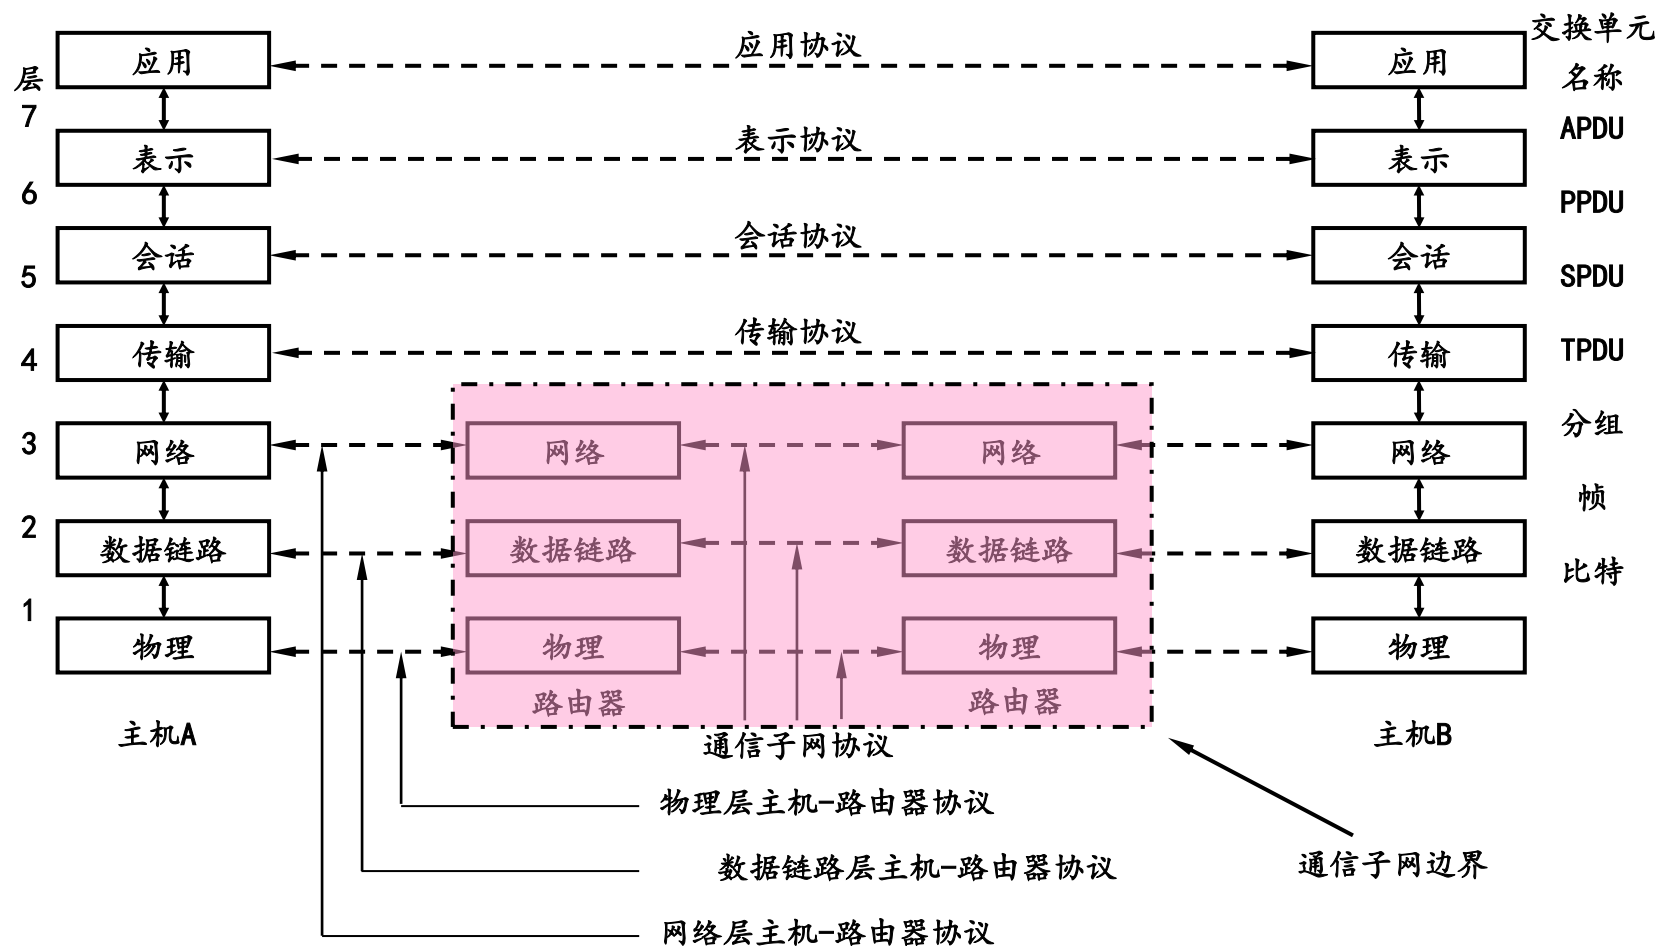 应用协议
交换单元
应用
应用
层
名称
7
表示协议
APDU
表示
表示
6
PPDU
会话协议
会话
会话
5
SPDU
传输协议
传输
传输
4
TPDU
分组
3
网络
网络
网络
网络
帧
2
数据链路
数据链路
数据链路
数据链路
比特
1
物理
物理
物理
物理
路由器
路由器
主机A
通信子网协议
主机B
物理层主机-路由器协议
数据链路层主机-路由器协议
通信子网边界
网络层主机-路由器协议